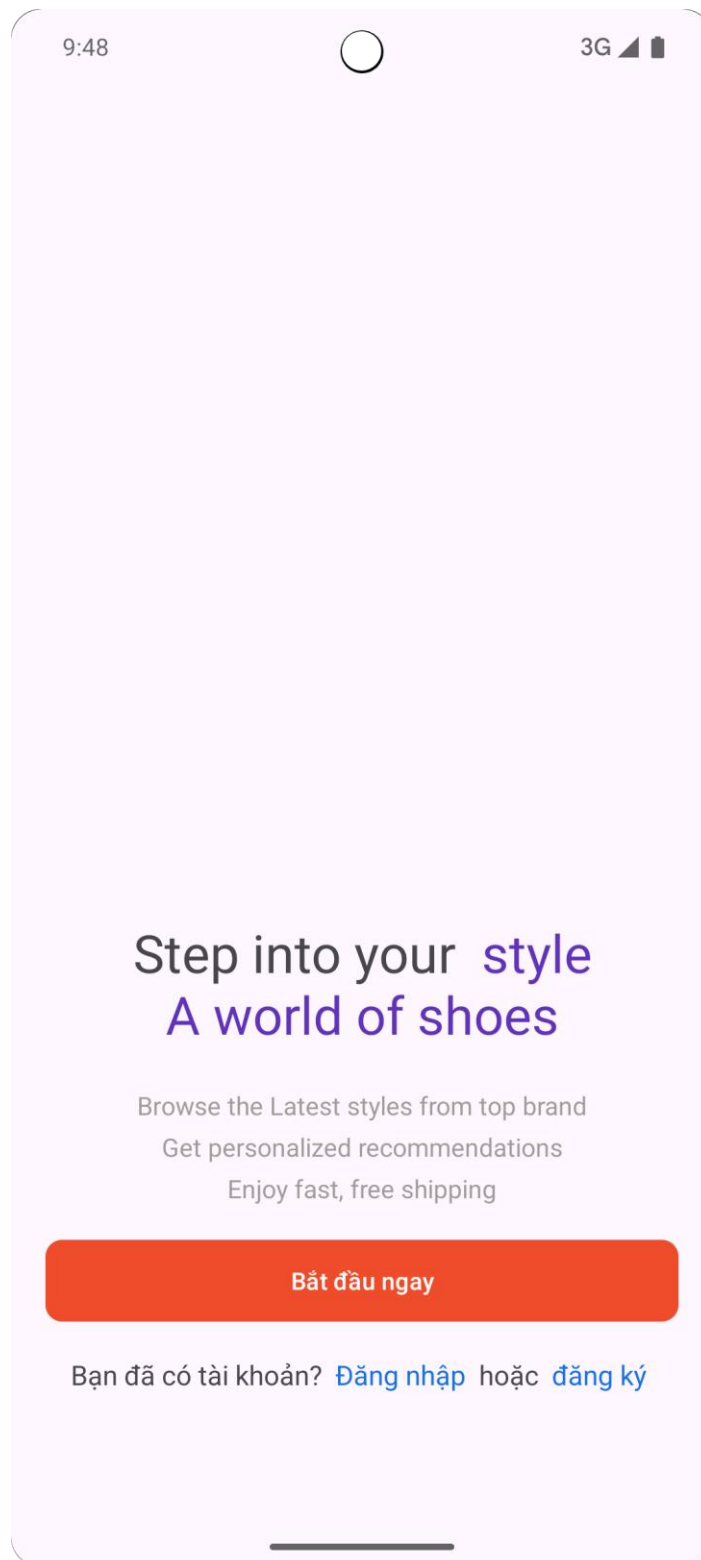 9:48 3G
Step into your style
A world of shoes
Browse the Latest styles from top brand
Get personalized recommendations
Enjoy fast, free shipping
Bắt đầu ngay
Bạn đã có tài khoản? Đăng nhập hoặc đăng ký